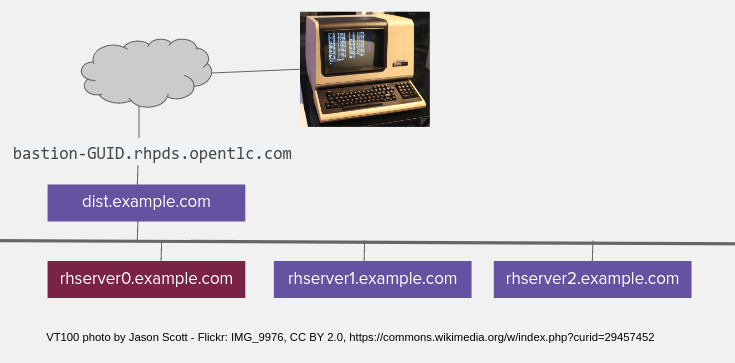 bastion-GUID.rhpds.opentlc.com
dist.example.com
rhserver0.example.com
rhserver1.example.com
rhserver2.example.com
VT100 photo by Jason Scott - Flickr: IMG_9976, CC BY 2.0, https://commons.wikimedia.org/w/index.php?curid=29457452